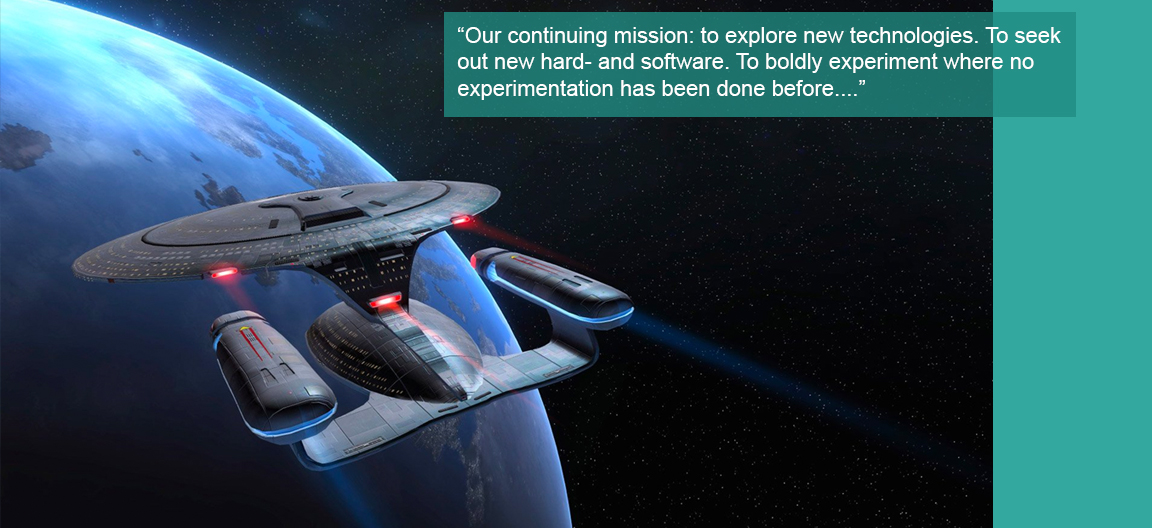 “Our continuing mission: to explore new technologies. To seek
out new hard- and software. To boldly experiment where no
experimentation has been done before....”